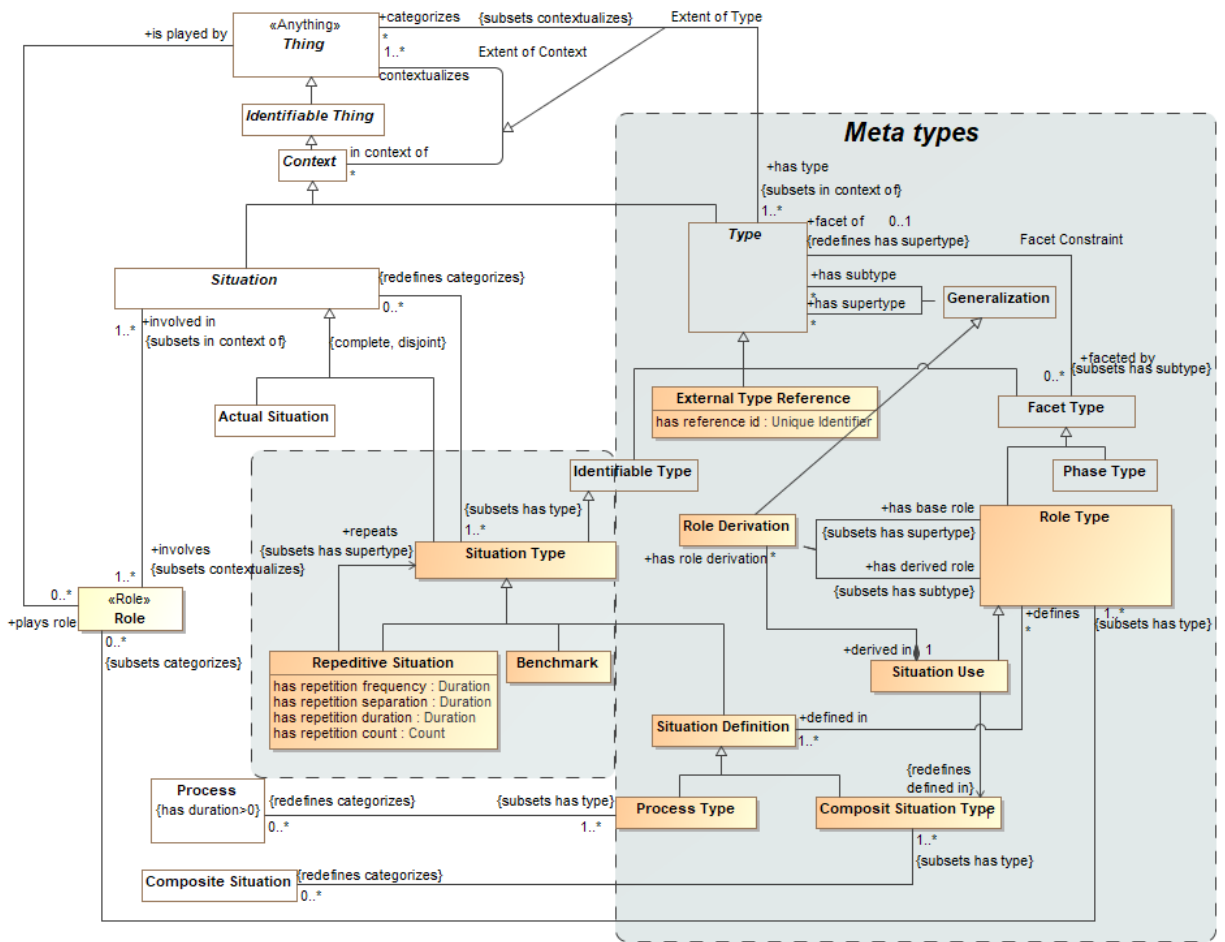 +categorizes
{subsets contextualizes}
Extent of Type
«Anything»
Thing
*
1..*
+is played by
Extent of Context
contextualizes
Identifiable Thing
Meta types
Context
in context of
*
+has type
{subsets in context of}
1..*
+facet of
0..1
Type
{redefines has supertype}
Facet Constraint
Situation
{redefines categorizes}
+has subtype
0..*
*
Generalization
+has supertype
*
+involved in
1..*
{subsets in context of}
{complete, disjoint}
+faceted by
{subsets has subtype}
0..*
External Type Reference
has reference id : Unique Identifier
Actual Situation
Facet Type
Identifiable Type
Phase Type
{subsets has type}
1..*
+has base role
Role Type
Role Derivation
{subsets has supertype}
+repeats
{subsets has supertype}
Situation Type
+has role derivation
*
+has derived role
{subsets has subtype}
+involves
1..*
{subsets contextualizes}
0..*
«Role»
Role
+plays role
+defines
*
1..*
{subsets has type}
0..*
{subsets categorizes}
+derived in
1
Repeditive Situation
has repetition frequency : Duration
has repetition separation : Duration
has repetition duration : Duration
has repetition count : Count
Benchmark
Situation Use
Situation Definition
+defined in
1..*
{redefines
defined in}
Process
{has duration>0}
{redefines categorizes}
0..*
{subsets has type}
1..*
Process Type
Composit Situation Type
1..*
{subsets has type}
Composite Situation
{redefines categorizes}
0..*